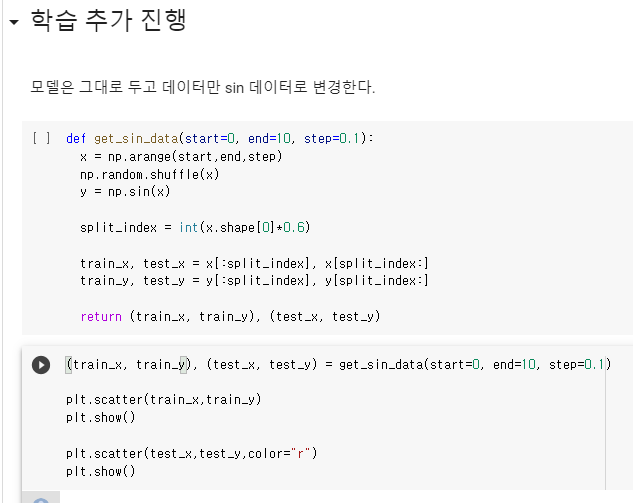 학습 추가 진행
모델은 그대로 두고 데이터만 sin 데이터로 변경한다.
[ ] def get_sin_data(start=0, end=10, step=0.1):
x = np.arange(start,end,step)
np.random.shuffle(x)
y = np.sin(x)
split_index = int(x.shape[0]*0.6)
train_x, test_x = x[:split_index], x[split_index:]
train_y, test_y = y[:split_index], y[split_index:]
return (train_x, train_y), (test_x, test_y)
(train_x, train_y), (test_x, test_y) = get_sin_data(start=0, end=10, step=0.1)
plt.scatter(train_x,train_y)
plt.show()
plt.scatter(test_x,test_y,color="r")
plt.show()